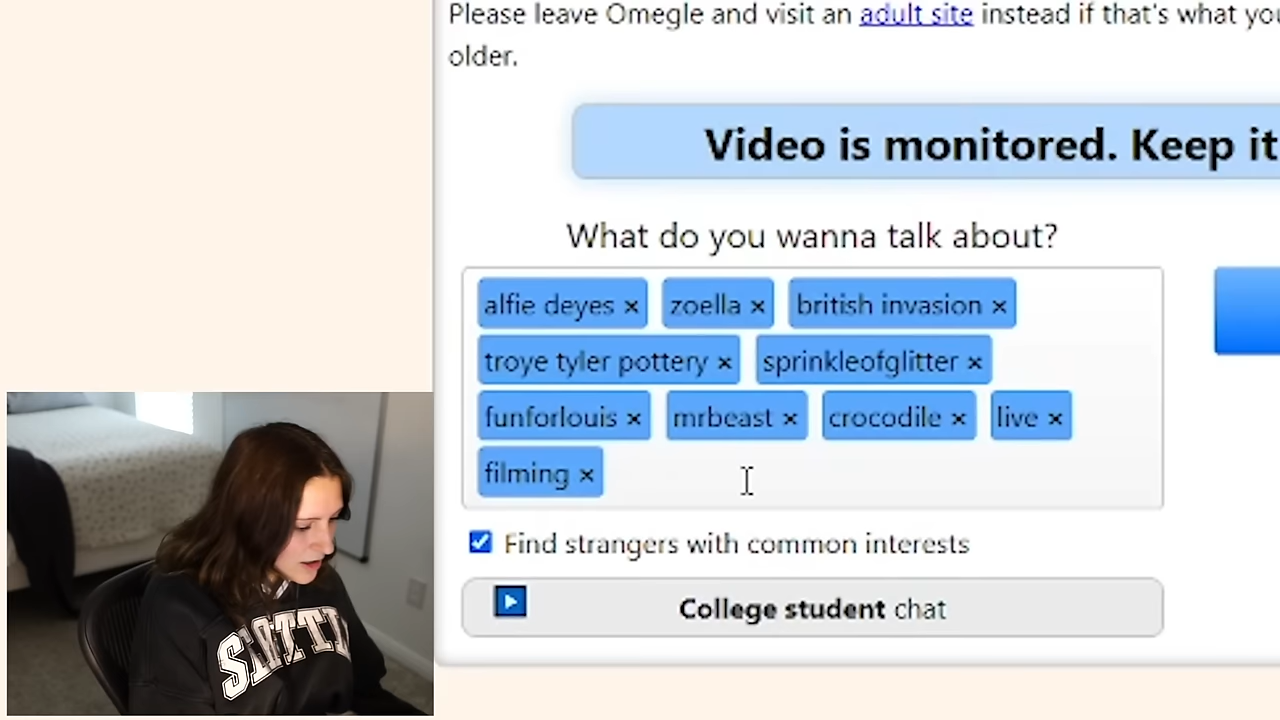 Please leave Omegle and visit an adult site instead if that's what you
older.
Video is monitored. Keep it
What do you wanna talk about?
alfie deyes × zoella × british invasion ×
troye tyler pottery × sprinkleofglitter ×
funforlouis × mrbeast × crocodile × live ×
filming ×
Find strangers with common interests
College student chat